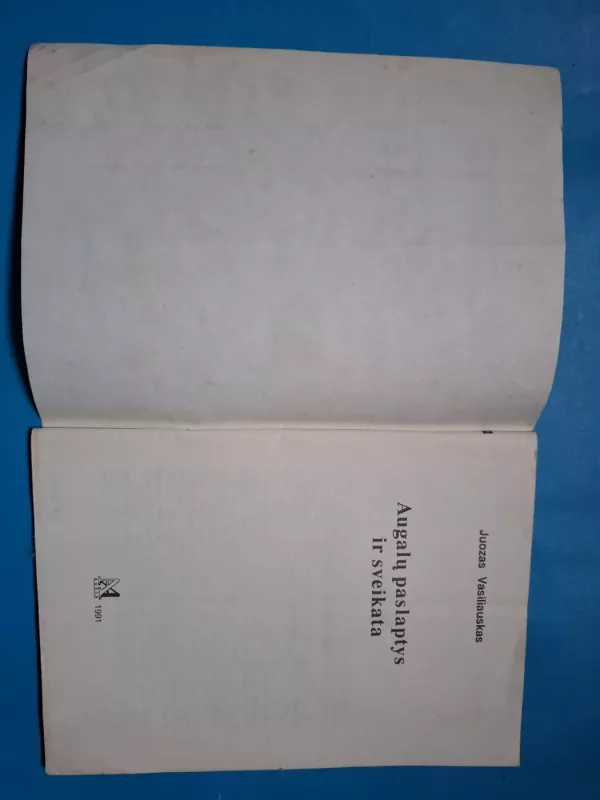 Juozas Vasiliauskas
Augalų paslaptys
ir sveikata
1991